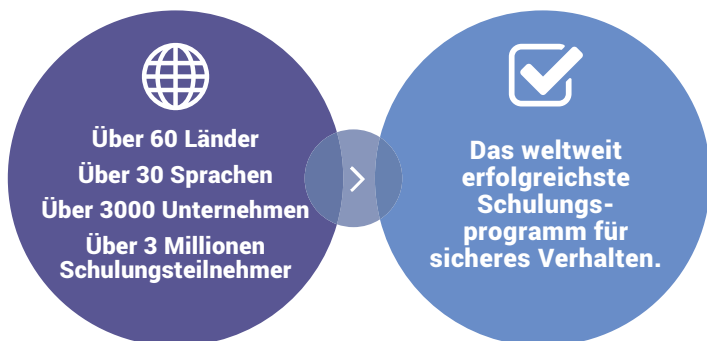 Über 60 Länder
Über 30 Sprachen
Über 3000 Unternehmen
Über 3 Millionen
Schulungsteilnehmer
Das weltweit
erfolgreichste
Schulungs-
programm für
sicheres Verhalten.